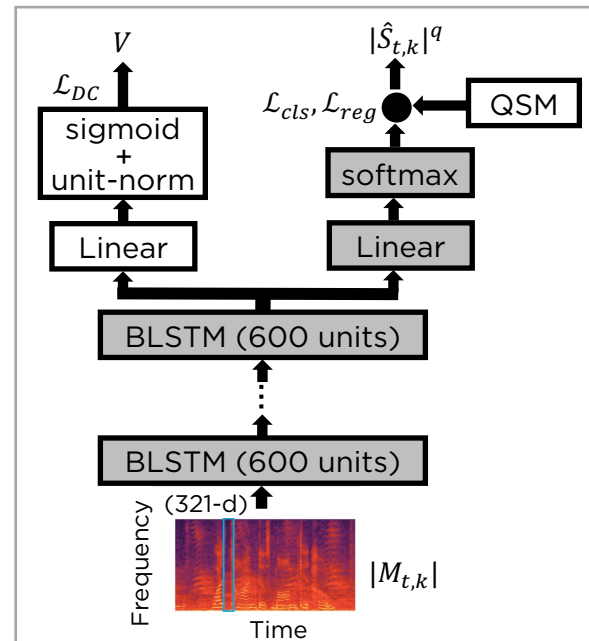 V
|Ŝ_{t,k}|^q
ℒ_{DC}
ℒ_{cls}, ℒ_{reg}
QSM
sigmoid
+
unit-norm
softmax
Linear
Linear
BLSTM (600 units)
BLSTM (600 units)
(321-d)
Frequency
|M_{t,k}|
Time